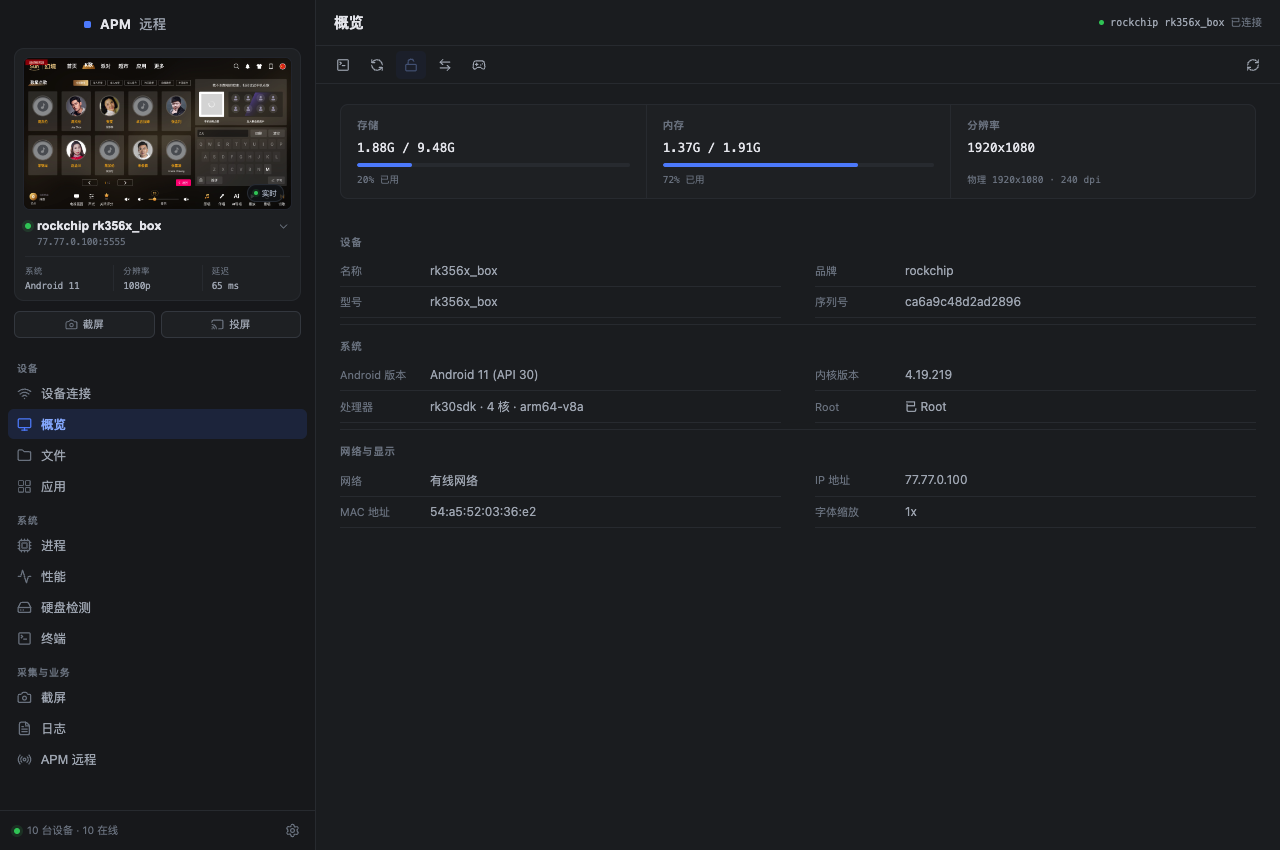 APM 远程
首页
更多
实时
rockchip rk356x_box
77.77.0.100:5555
系统
Android 11
分辨率
1080p
延迟
65 ms
截屏
投屏
设备
设备连接
概览
文件
应用
系统
进程
性能
硬盘检测
终端
采集与业务
截屏
日志
APM 远程
10 台设备 · 10 在线
概览
rockchip rk356x_box 已连接
存储
1.88G / 9.48G
20% 已用
内存
1.37G / 1.91G
72% 已用
分辨率
1920x1080
物理 1920x1080 · 240 dpi
设备
名称 rk356x_box
品牌 rockchip
型号 rk356x_box
序列号 ca6a9c48d2ad2896
系统
Android 版本 Android 11 (API 30)
内核版本 4.19.219
处理器 rk30sdk · 4 核 · arm64-v8a
Root 已 Root
网络与显示
网络 有线网络
IP 地址 77.77.0.100
MAC 地址 54:a5:52:03:36:e2
字体缩放 1x